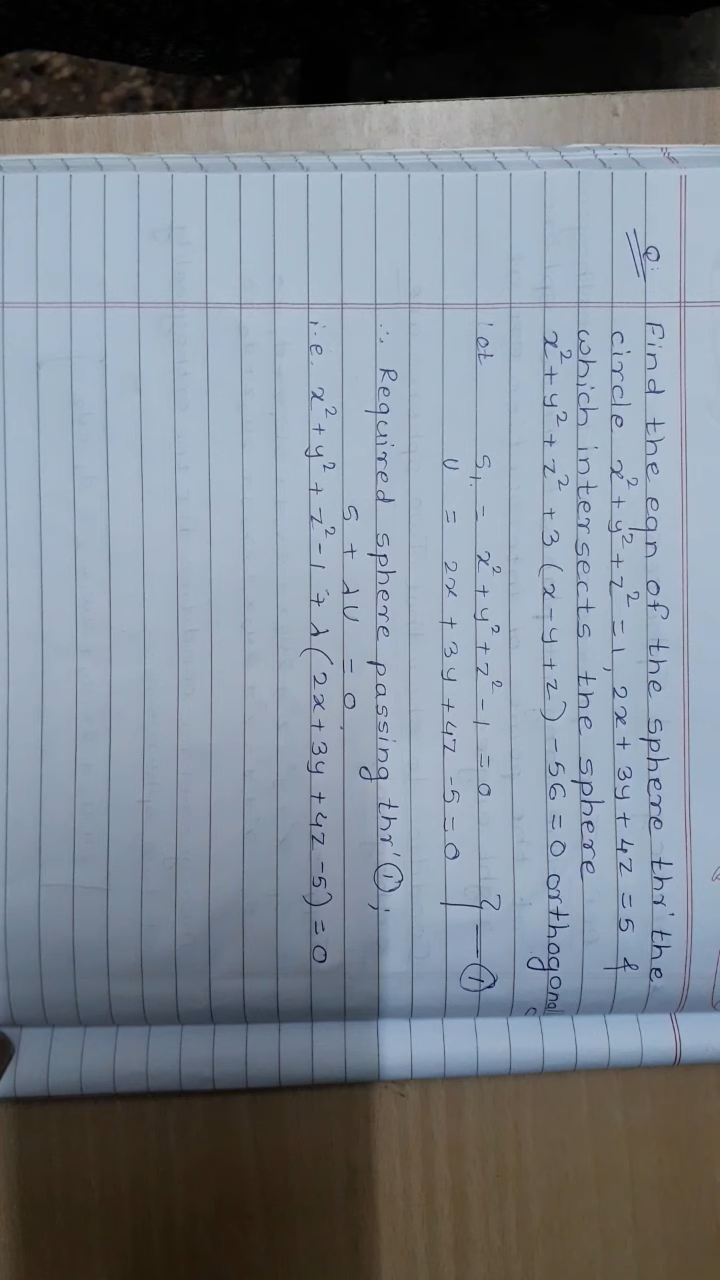 Q: Find the eqn of the sphere thr' the
circle x² + y² + z² = 1, 2x + 3y + 4z = 5 &
which intersects the sphere
x² + y² + z² + 3 (x - y + z) - 56 = 0 orthogonally
let S₁ = x² + y² + z² - 1 = 0
U = 2x + 3y + 4z - 5 = 0 } — ①
∴ Required sphere passing thr' ①,
S + λU = 0
i.e. x² + y² + z² - 1 + λ( 2x + 3y + 4z - 5) = 0